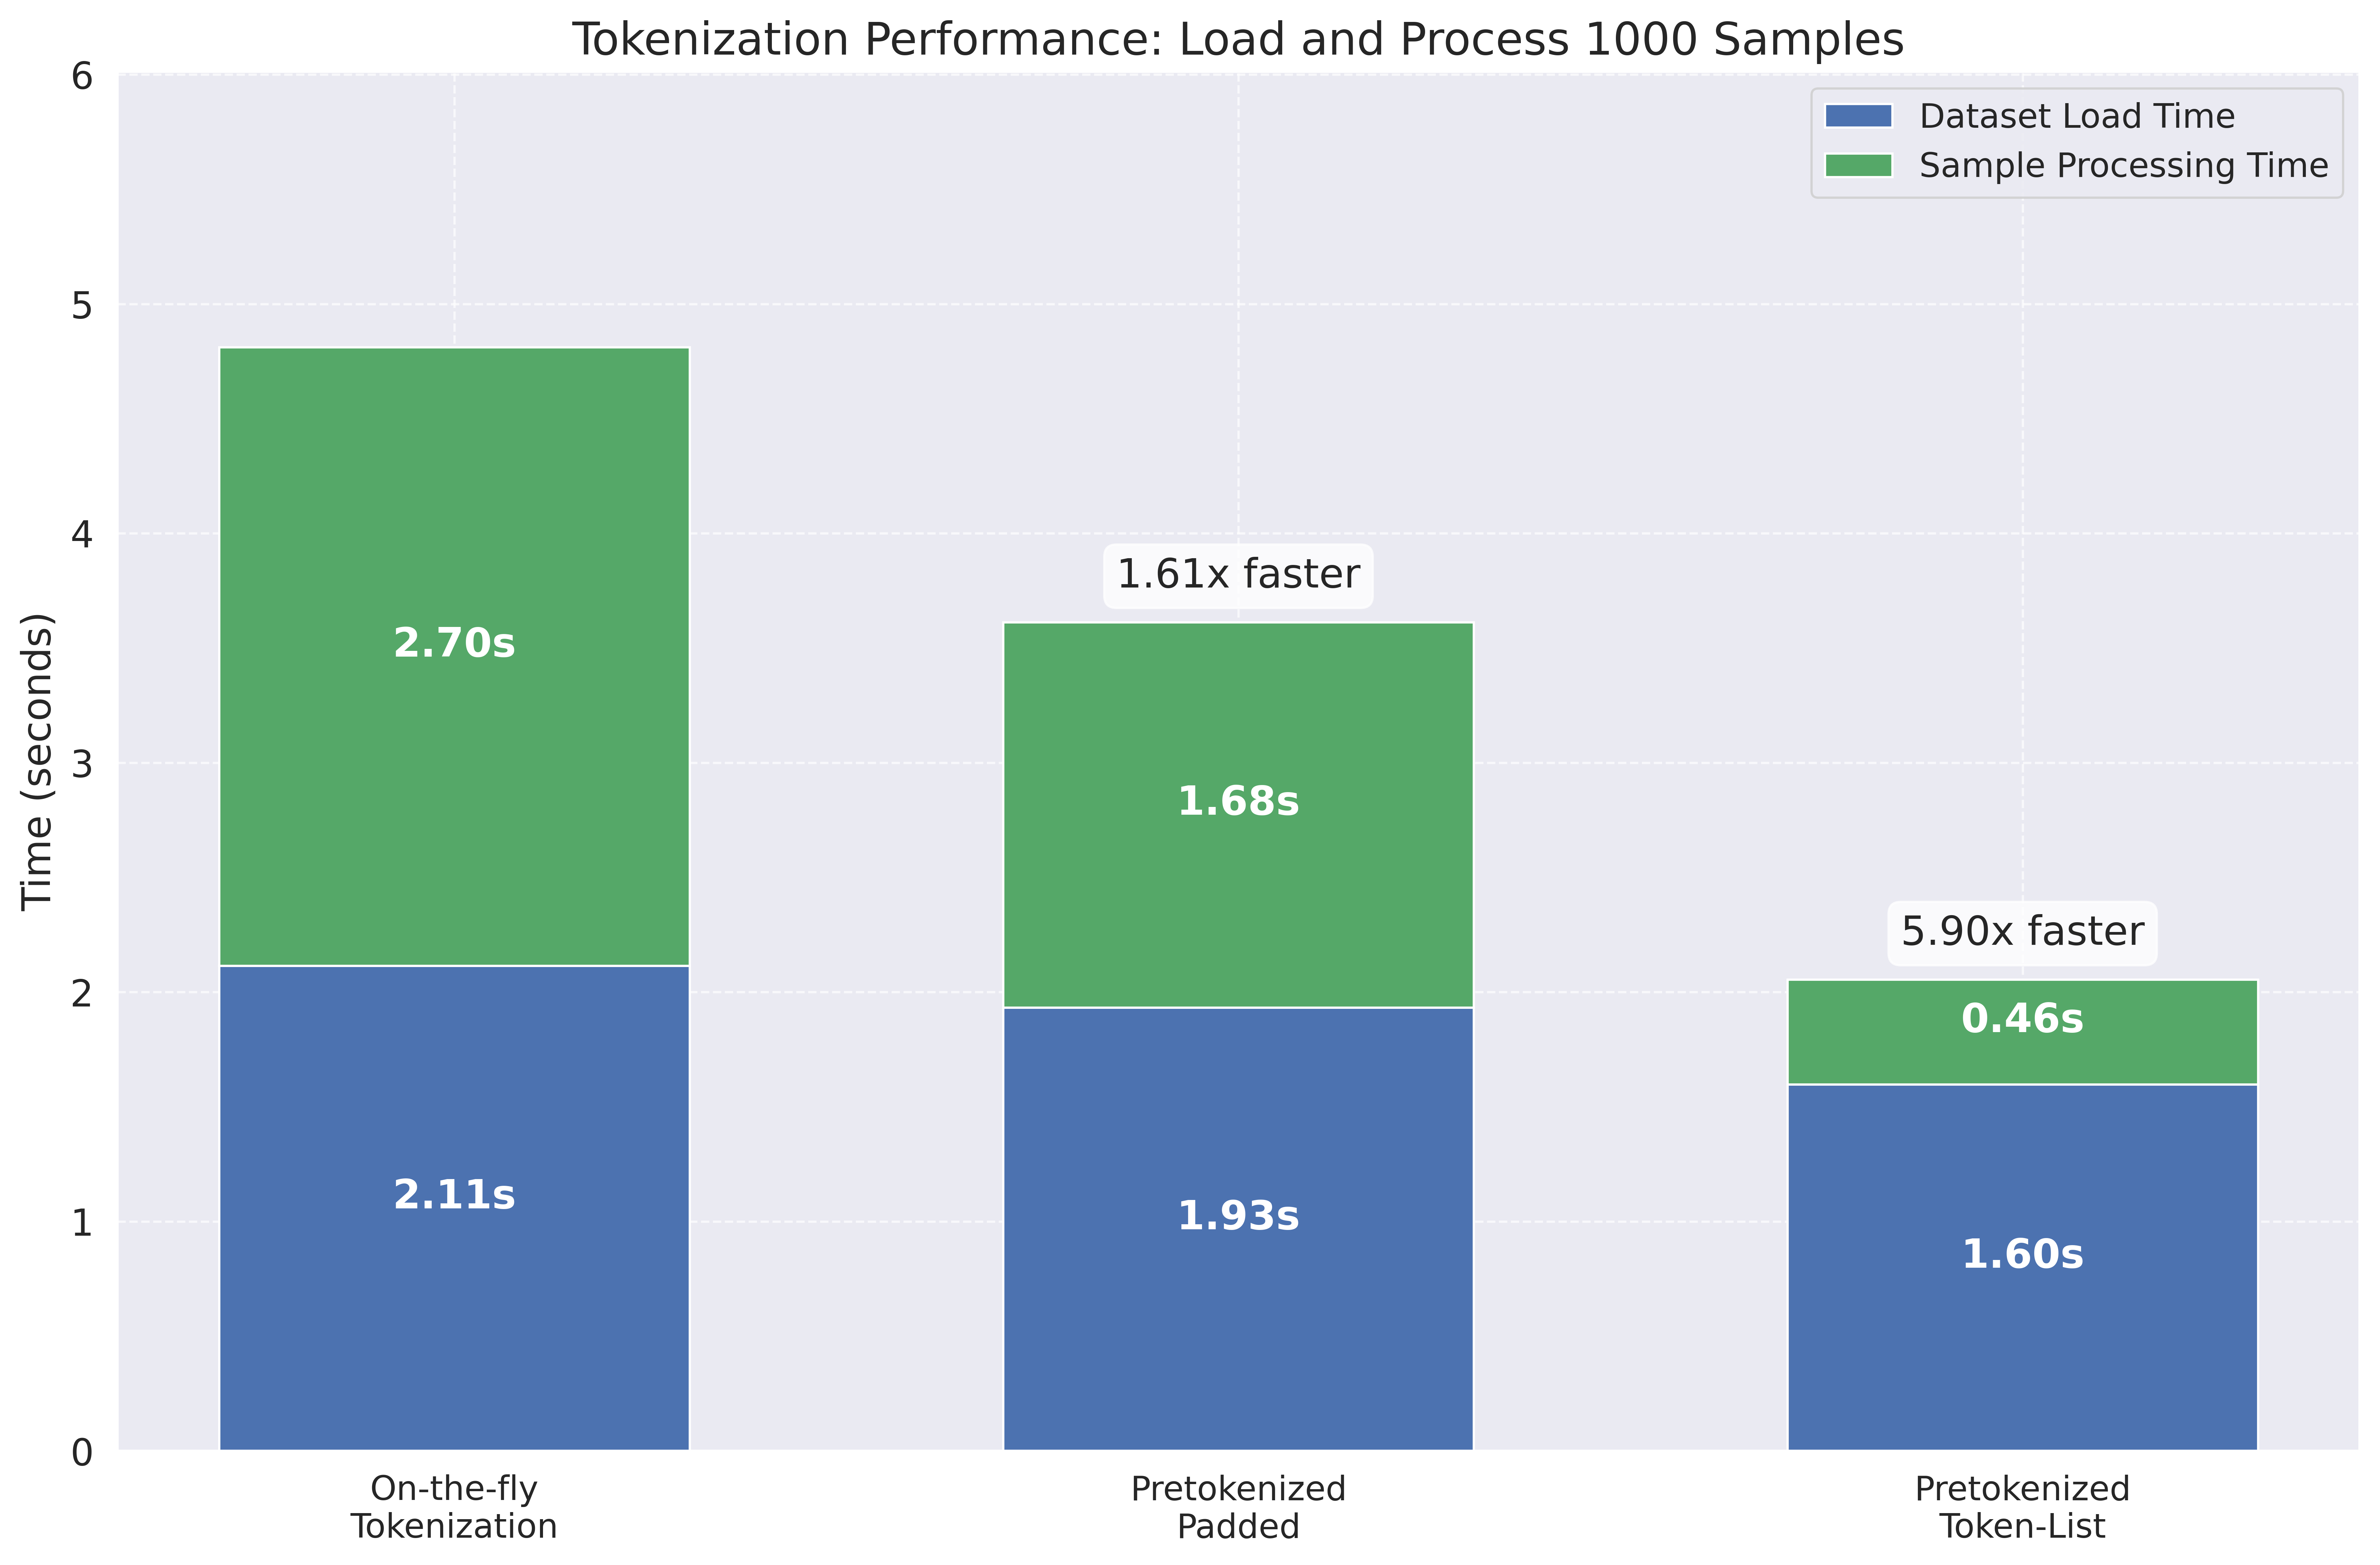 Tokenization Performance: Load and Process 1000 Samples
Dataset Load Time
Sample Processing Time
Time (seconds)
6
5
4
3
2
1
0
2.70s
2.11s
1.61x faster
1.68s
1.93s
5.90x faster
0.46s
1.60s
On-the-fly
Tokenization
Pretokenized
Padded
Pretokenized
Token-List